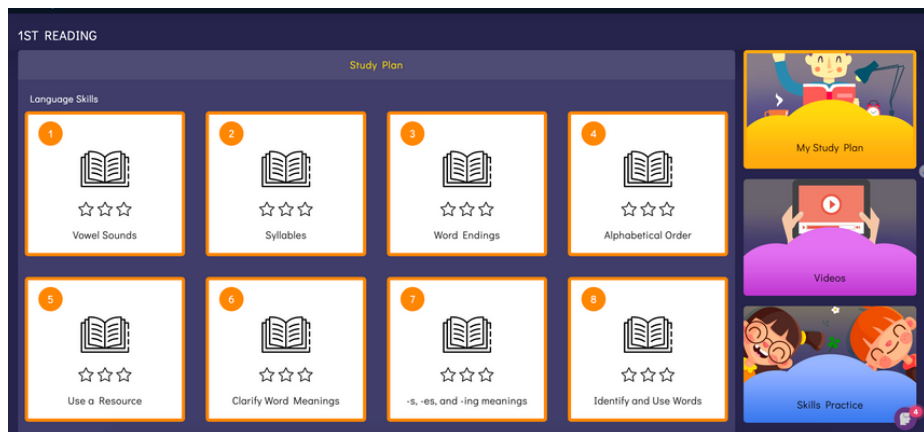 1ST READING
Study Plan
Language Skills
1
2
3
4
Vowel Sounds
Syllables
Word Endings
Alphabetical Order
5
6
7
8
Use a Resource
Clarify Word Meanings
-s, -es, and -ing meanings
Identify and Use Words
My Study Plan
Videos
Skills Practice
4